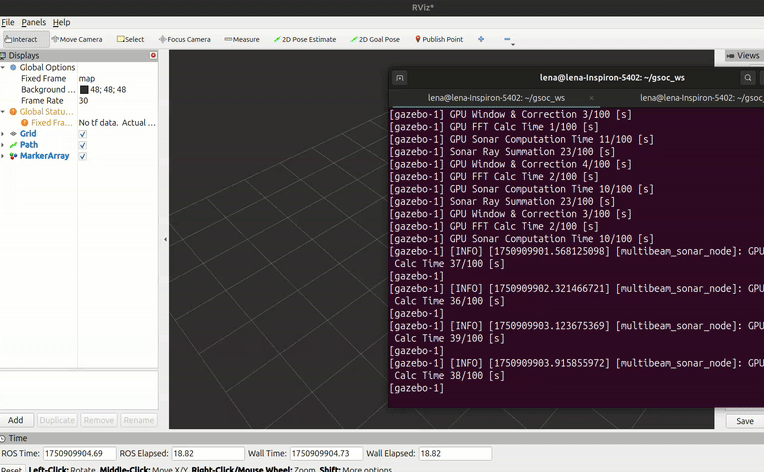 RViz*
File Panels Help
Interact Move Camera Select Focus Camera Measure 2D Pose Estimate 2D Goal Pose Publish Point
Displays
Views
Global Options
Fixed Frame map
Background ... 48; 48; 48
Frame Rate 30
Global Statu...
Fixed Fra... No tf data. Actual ...
Grid
Path
MarkerArray
lena@lena-Inspiron-5402: ~/gsoc_ws
lena@lena-Inspiron-5402: ~/gsoc_ws × lena@lena-Inspiron-5402: ~/gsoc_
[gazebo-1] GPU Window & Correction 3/100 [s]
[gazebo-1] GPU FFT Calc Time 1/100 [s]
[gazebo-1] GPU Sonar Computation Time 11/100 [s]
[gazebo-1] Sonar Ray Summation 23/100 [s]
[gazebo-1] GPU Window & Correction 4/100 [s]
[gazebo-1] GPU FFT Calc Time 2/100 [s]
[gazebo-1] GPU Sonar Computation Time 10/100 [s]
[gazebo-1] Sonar Ray Summation 23/100 [s]
[gazebo-1] GPU Window & Correction 3/100 [s]
[gazebo-1] GPU FFT Calc Time 2/100 [s]
[gazebo-1] GPU Sonar Computation Time 10/100 [s]
[gazebo-1] [INFO] [1750909901.568125098] [multibeam_sonar_node]: GPU
Calc Time 37/100 [s]
[gazebo-1]
[gazebo-1] [INFO] [1750909902.321466721] [multibeam_sonar_node]: GPU
Calc Time 36/100 [s]
[gazebo-1]
[gazebo-1] [INFO] [1750909903.123675369] [multibeam_sonar_node]: GPU
Calc Time 39/100 [s]
[gazebo-1]
[gazebo-1] [INFO] [1750909903.915855972] [multibeam_sonar_node]: GPU
Calc Time 38/100 [s]
[gazebo-1]
Add Duplicate Remove Rename
Save
Time
ROS Time: 1750909904.69 ROS Elapsed: 18.82 Wall Time: 1750909904.73 Wall Elapsed: 18.82
Reset Left-Click: Rotate. Middle-Click: Move X/Y. Right-Click/Mouse Wheel: Zoom. Shift: More options.